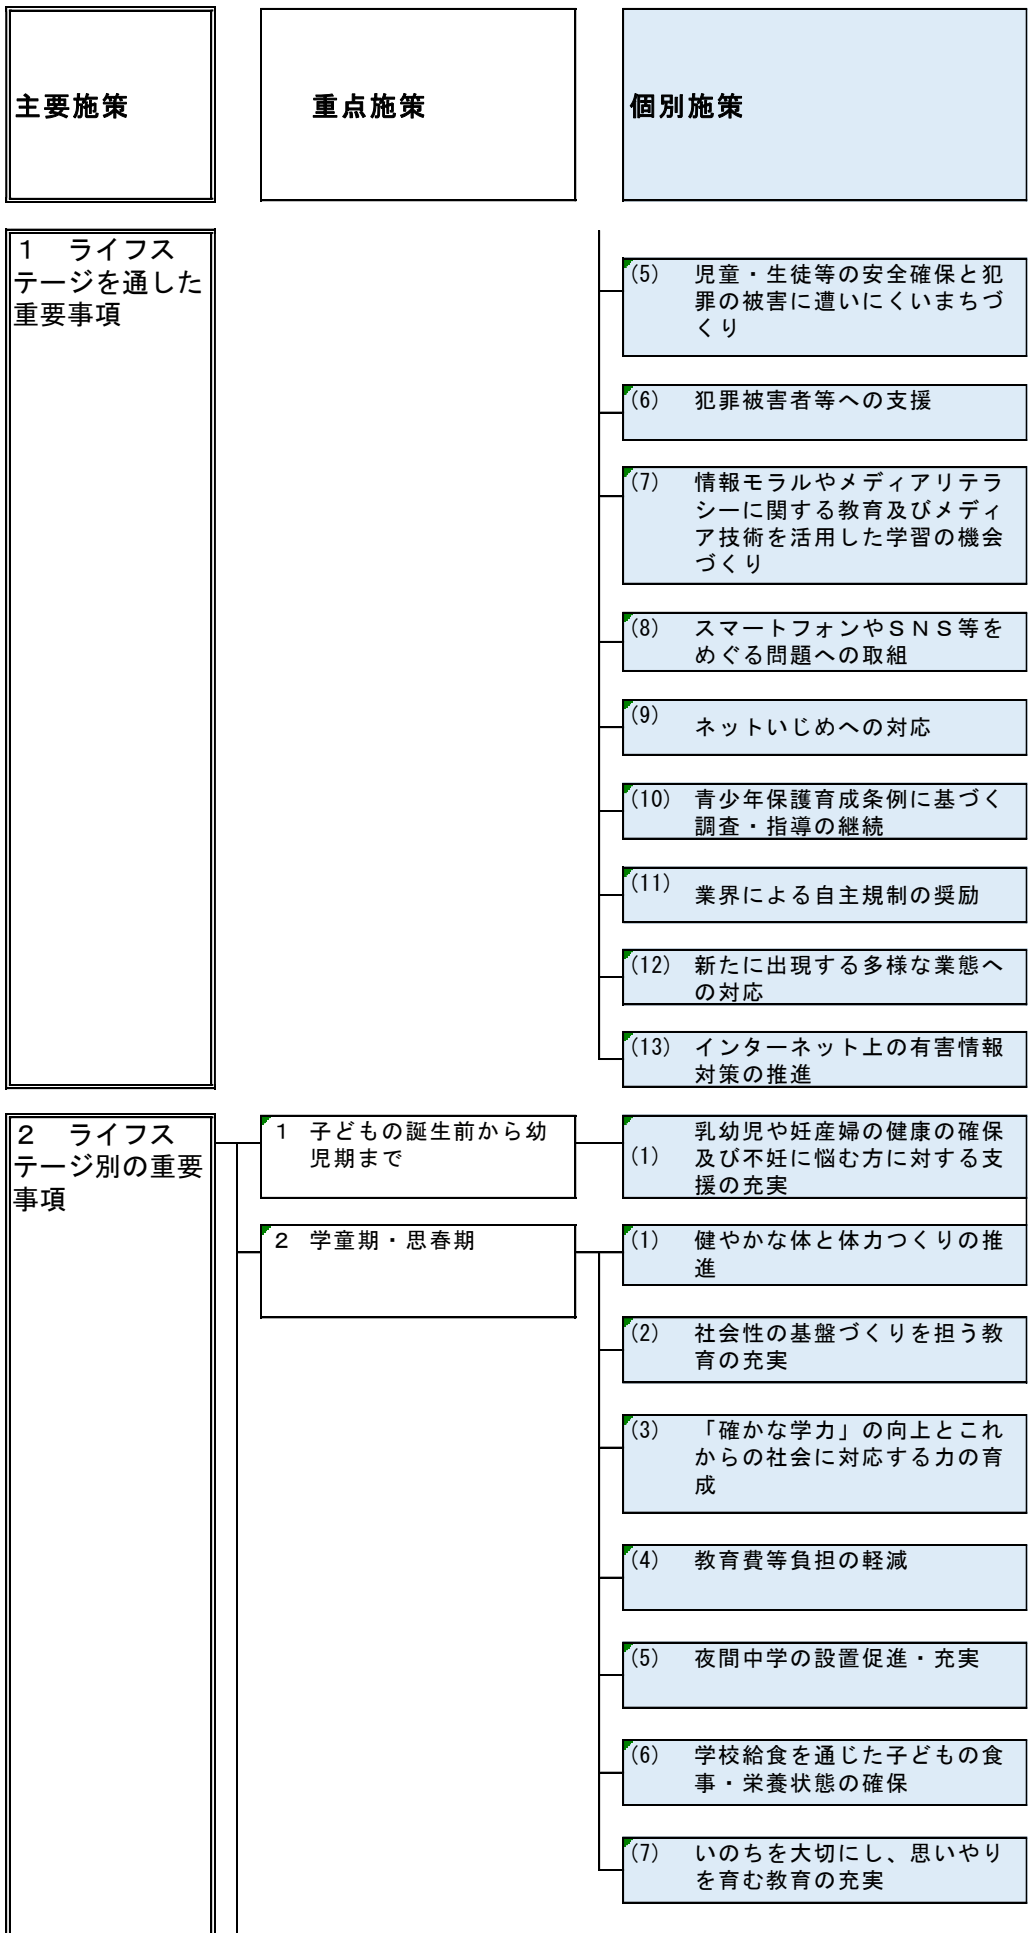 主要施策
重点施策
個別施策
１　ライフス
テージを通した
重要事項
(5) 児童・生徒等の安全確保と犯
罪の被害に遭いにくいまちづ
くり
(6) 犯罪被害者等への支援
(7) 情報モラルやメディアリテラ
シーに関する教育及びメディ
ア技術を活用した学習の機会
づくり
(8) スマートフォンやＳＮＳ等を
めぐる問題への取組
(9) ネットいじめへの対応
(10) 青少年保護育成条例に基づく
調査・指導の継続
(11) 業界による自主規制の奨励
(12) 新たに出現する多様な業態へ
の対応
(13) インターネット上の有害情報
対策の推進
２　ライフス
テージ別の重要
事項
1 子どもの誕生前から幼
児期まで
(1) 乳幼児や妊産婦の健康の確保
及び不妊に悩む方に対する支
援の充実
2 学童期・思春期
(1) 健やかな体と体力つくりの推
進
(2) 社会性の基盤づくりを担う教
育の充実
(3) 「確かな学力」の向上とこれ
からの社会に対応する力の育
成
(4) 教育費等負担の軽減
(5) 夜間中学の設置促進・充実
(6) 学校給食を通じた子どもの食
事・栄養状態の確保
(7) いのちを大切にし、思いやり
を育む教育の充実